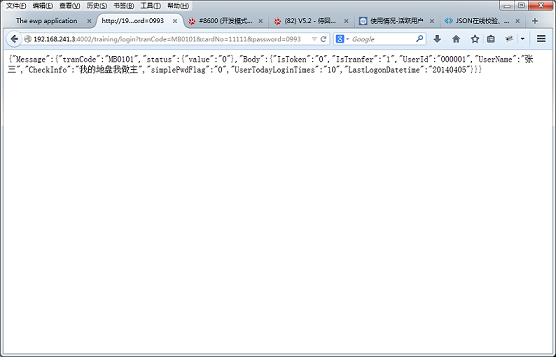 文件(F) 编辑(E) 查看(V) 历史(S) 书签(B) 工具(T) 帮助(H)
The ewp application × http://19...ord=0993 × #8600 (开发模式... × (82) V5.2 - 待回... × 使用情况-活跃用户 × JSON在线校验、... × +
192.168.241.3:4002/training/login?tranCode=MB0101&cardNo=11111&password=0993 Google
{"Message":{"tranCode":"MB0101","status":{"value":"0"},"Body":{"IsToken":"0","IsTranfer":"1","UserId":"000001","UserName":"张
三","CheckInfo":"我的地盘我做主","simplePwdFlag":"0","UserTodayLoginTimes":"10","LastLogonDatetime":"20140405"}}}